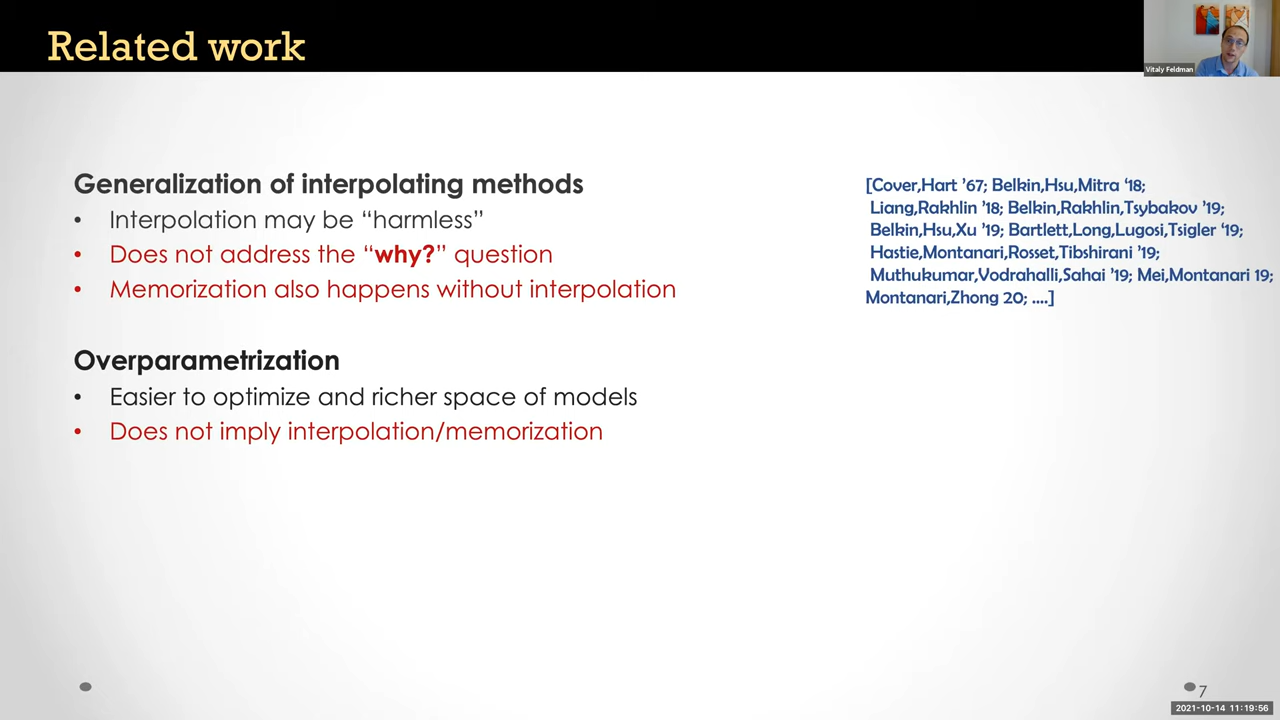 Related work
Vitaly Feldman
Generalization of interpolating methods
• Interpolation may be “harmless”
• Does not address the “why?” question
• Memorization also happens without interpolation
[Cover,Hart ’67; Belkin,Hsu,Mitra ‘18;
Liang,Rakhlin ’18; Belkin,Rakhlin,Tsybakov ’19;
Belkin,Hsu,Xu ’19; Bartlett,Long,Lugosi,Tsigler ‘19;
Hastie,Montanari,Rosset,Tibshirani ’19;
Muthukumar,Vodrahalli,Sahai ’19; Mei,Montanari 19;
Montanari,Zhong 20; ....]
Overparametrization
• Easier to optimize and richer space of models
• Does not imply interpolation/memorization
7
2021-10-14 11:19:56